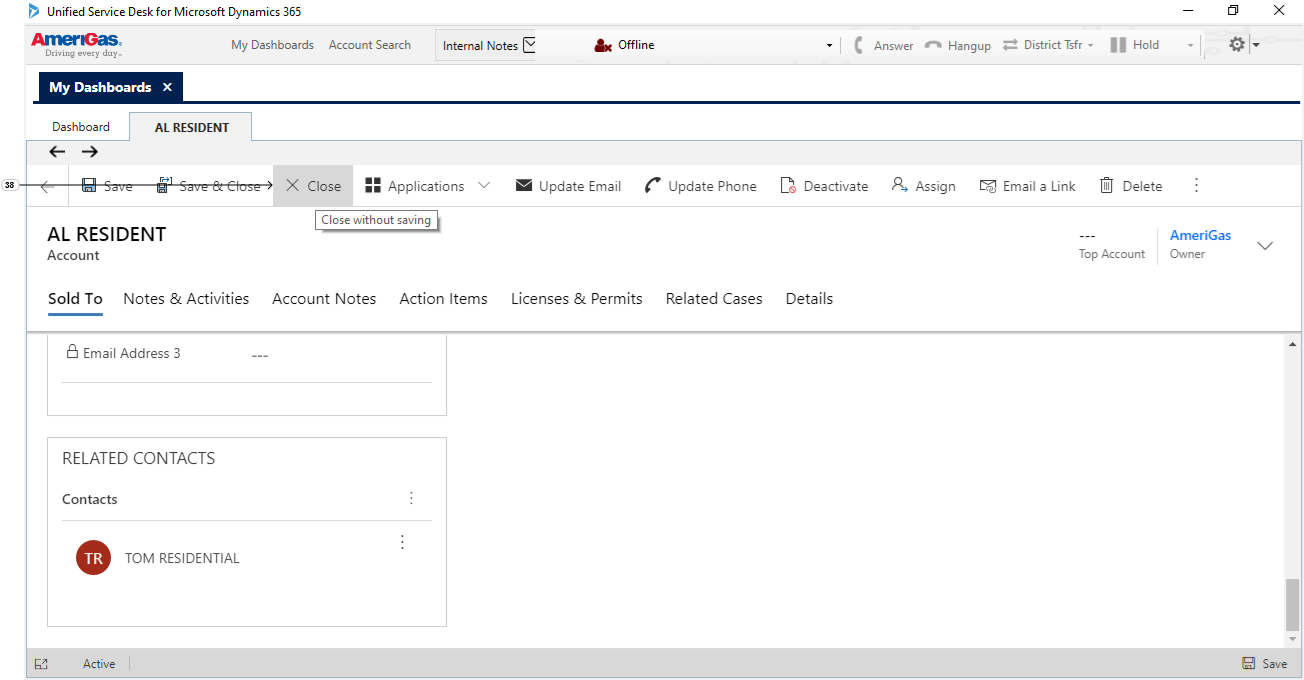 Unified Service Desk for Microsoft Dynamics 365
AmeriGas
Driving every day
My Dashboards Account Search Internal Notes Offline Answer Hangup District Tsfr Hold
My Dashboards
Dashboard AL RESIDENT
38 Save Save & Close Close Applications Update Email Update Phone Deactivate Assign Email a Link Delete
Close without saving
AL RESIDENT
Account
---
Top Account
AmeriGas
Owner
Sold To Notes & Activities Account Notes Action Items Licenses & Permits Related Cases Details
Email Address 3 ---
RELATED CONTACTS
Contacts
TR TOM RESIDENTIAL
Active Save